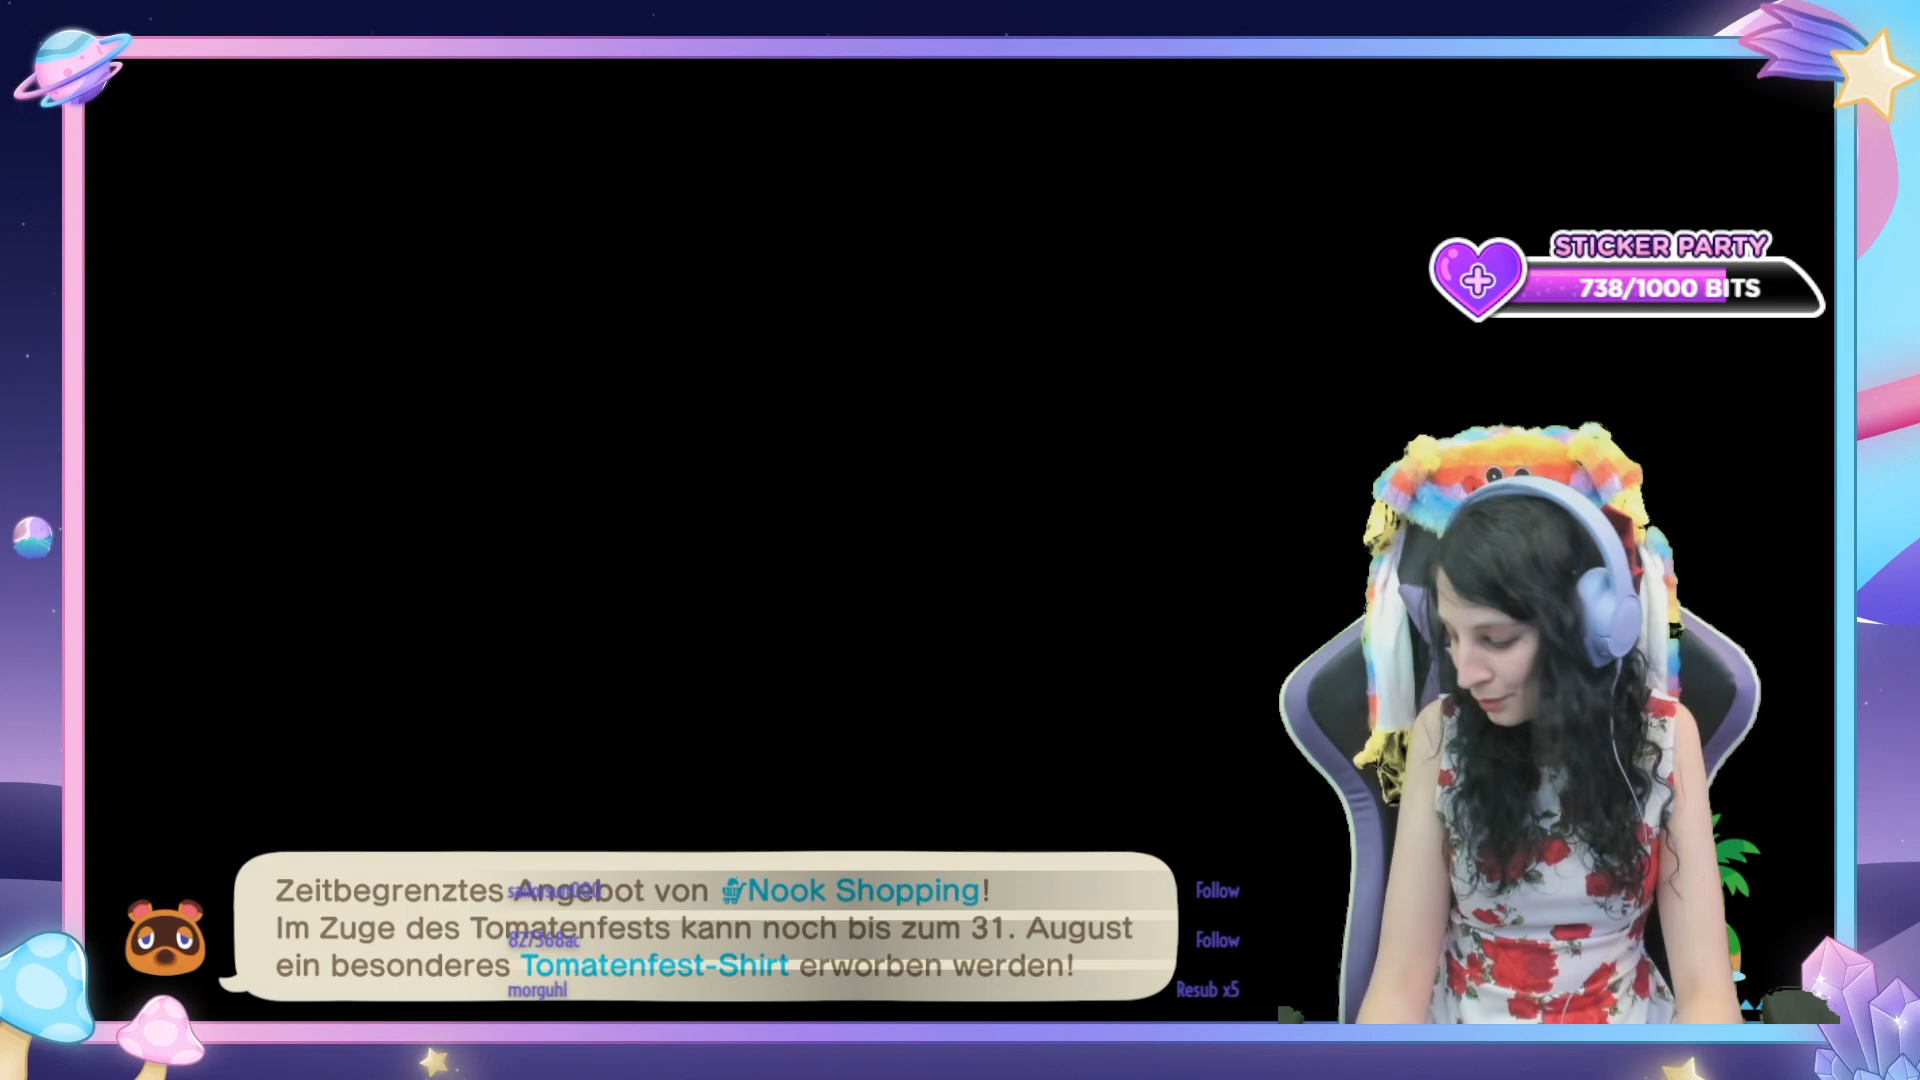 STICKER PARTY
738/1000 BITS
Zeitbegrenztes Angebot von Nook Shopping!
Im Zuge des Tomatenfests kann noch bis zum 31. August
ein besonderes Tomatenfest-Shirt erworben werden!
Follow
827568ac Follow
morguhl Resub x5